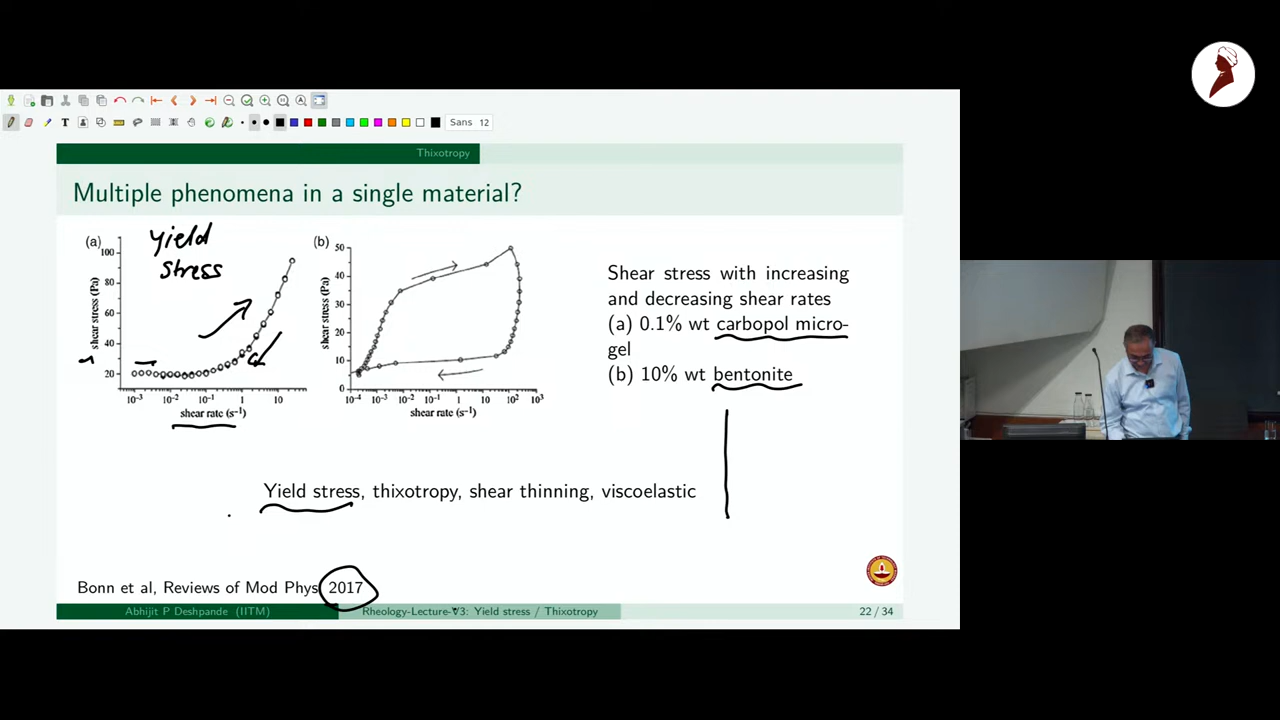 Sans 12
Thixotropy
Multiple phenomena in a single material?
(a)
Yield
stress
100
80
60
40
20
shear stress (Pa)
10⁻³ 10⁻² 10⁻¹ 1 10
shear rate (s⁻¹)
(b)
50
40
30
20
10
0
shear stress (Pa)
10⁻⁴ 10⁻³ 10⁻² 10⁻¹ 1 10 10² 10³
shear rate (s⁻¹)
Shear stress with increasing
and decreasing shear rates
(a) 0.1% wt carbopol micro-
gel
(b) 10% wt bentonite
Yield stress, thixotropy, shear thinning, viscoelastic
Bonn et al, Reviews of Mod Phys 2017
Abhijit P Deshpande (IITM)
Rheology-Lecture-V3: Yield stress / Thixotropy
22 / 34